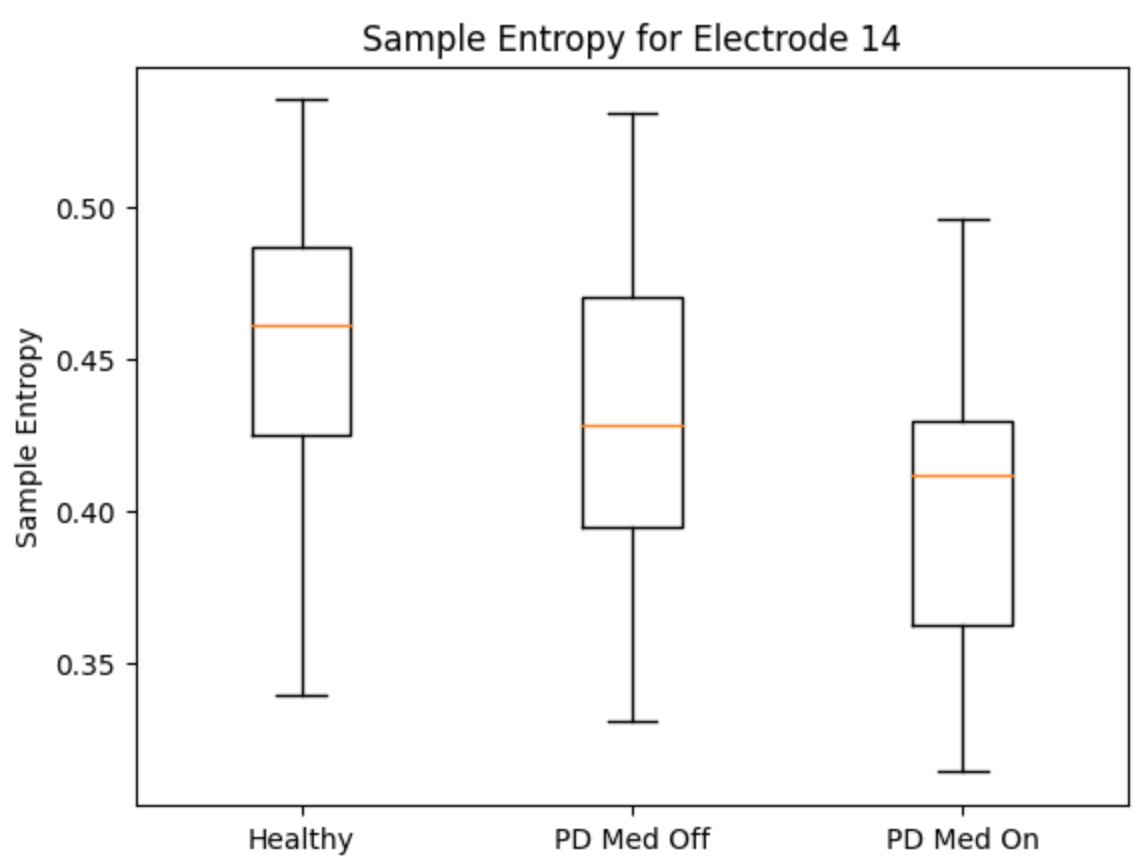 Sample Entropy for Electrode 14
Sample Entropy
0.50
0.45
0.40
0.35
Healthy
PD Med Off
PD Med On